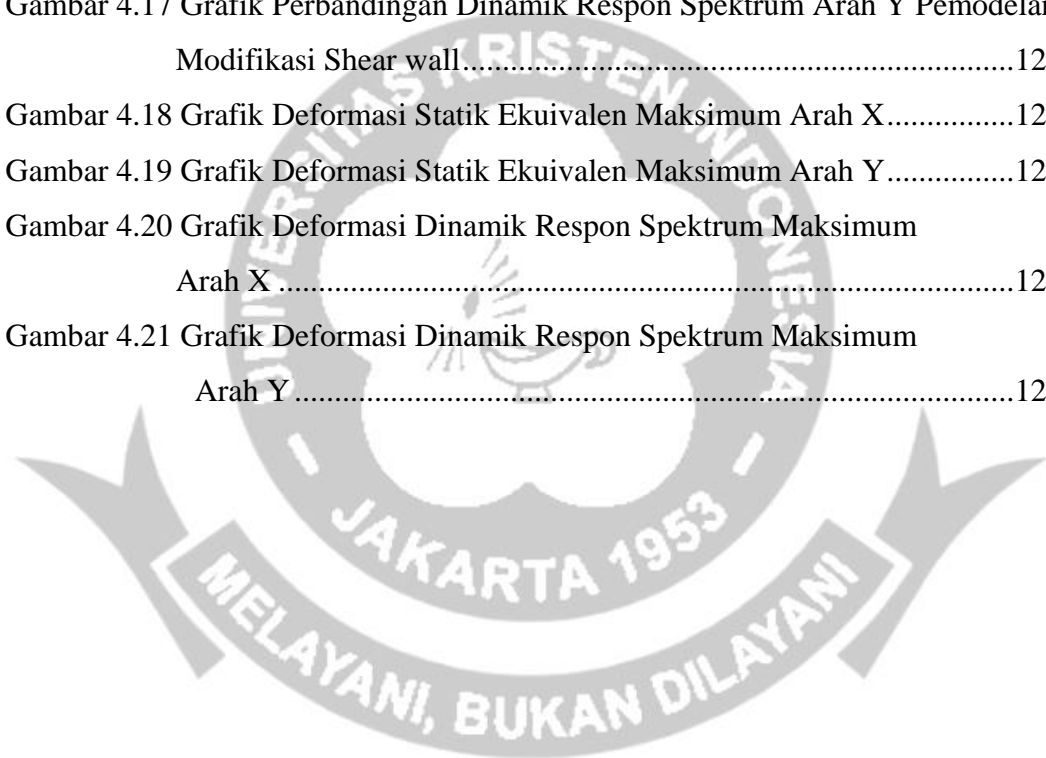 Gambar 4.17 Grafik Perbandingan Dinamik Respon Spektrum Arah Y Pemodelan
Modifikasi Shear wall....................................................................12
Gambar 4.18 Grafik Deformasi Statik Ekuivalen Maksimum Arah X................12
Gambar 4.19 Grafik Deformasi Statik Ekuivalen Maksimum Arah Y................12
Gambar 4.20 Grafik Deformasi Dinamik Respon Spektrum Maksimum
Arah X ...........................................................................................12
Gambar 4.21 Grafik Deformasi Dinamik Respon Spektrum Maksimum
Arah Y.........................................................................................12
UNIVERSITAS KRISTEN INDONESIA
JAKARTA 1953
MELAYANI, BUKAN DILAYANI